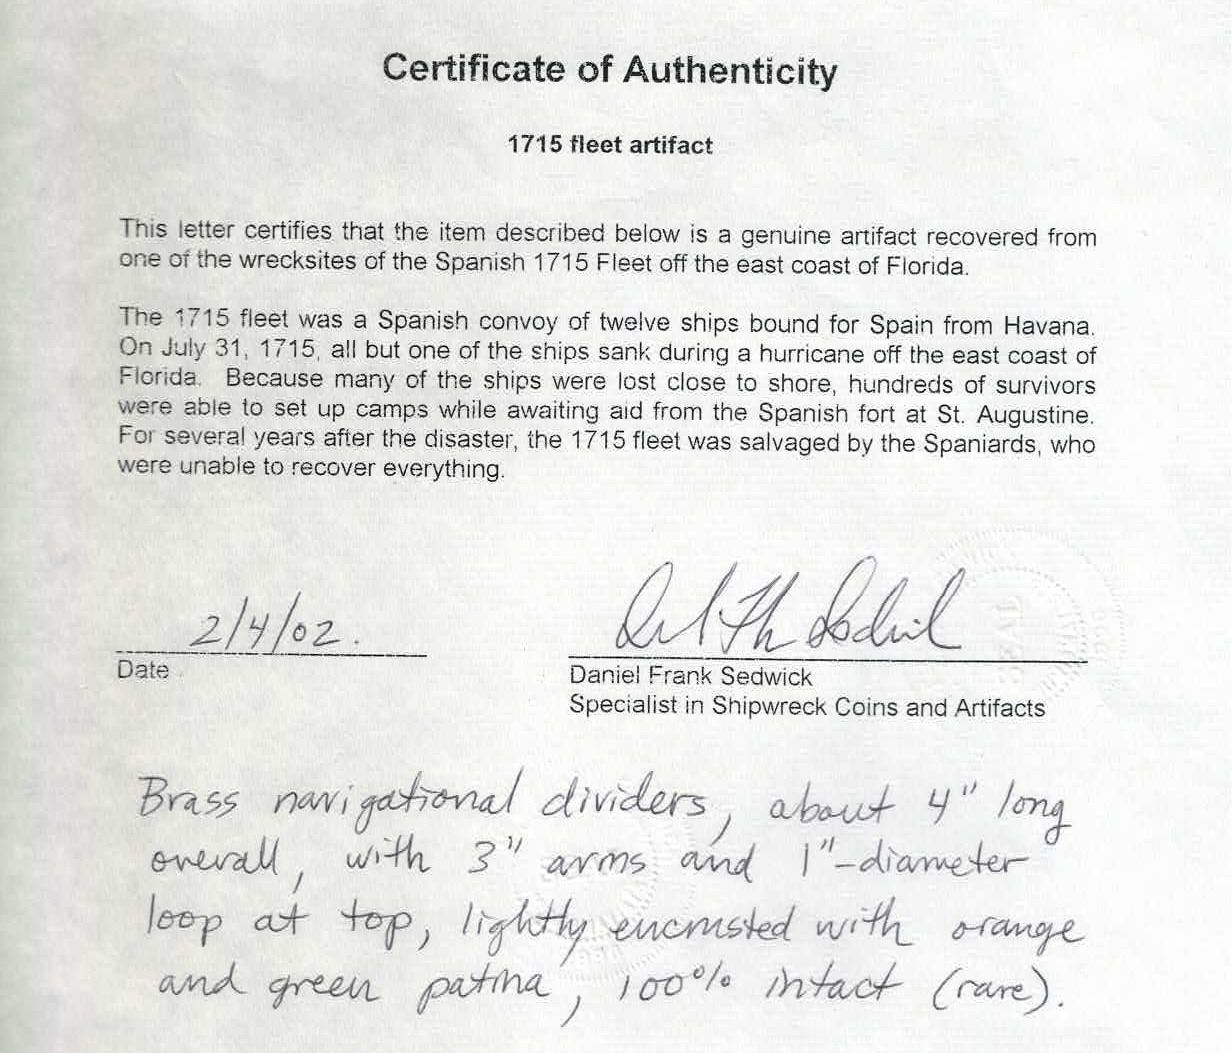 Certificate of Authenticity
1715 fleet artifact
This letter certifies that the item described below is a genuine artifact recovered from
one of the wrecksites of the Spanish 1715 Fleet off the east coast of Florida.
The 1715 fleet was a Spanish convoy of twelve ships bound for Spain from Havana.
On July 31, 1715, all but one of the ships sank during a hurricane off the east coast of
Florida. Because many of the ships were lost close to shore, hundreds of survivors
were able to set up camps while awaiting aid from the Spanish fort at St. Augustine.
For several years after the disaster, the 1715 fleet was salvaged by the Spaniards, who
were unable to recover everything.
2/4/02.
Date
Daniel Frank Sedwick
Specialist in Shipwreck Coins and Artifacts
Brass navigational dividers, about 4" long
overall, with 3" arms and 1"-diameter
loop at top, lightly encrusted with orange
and green patina, 100% intact (rare).